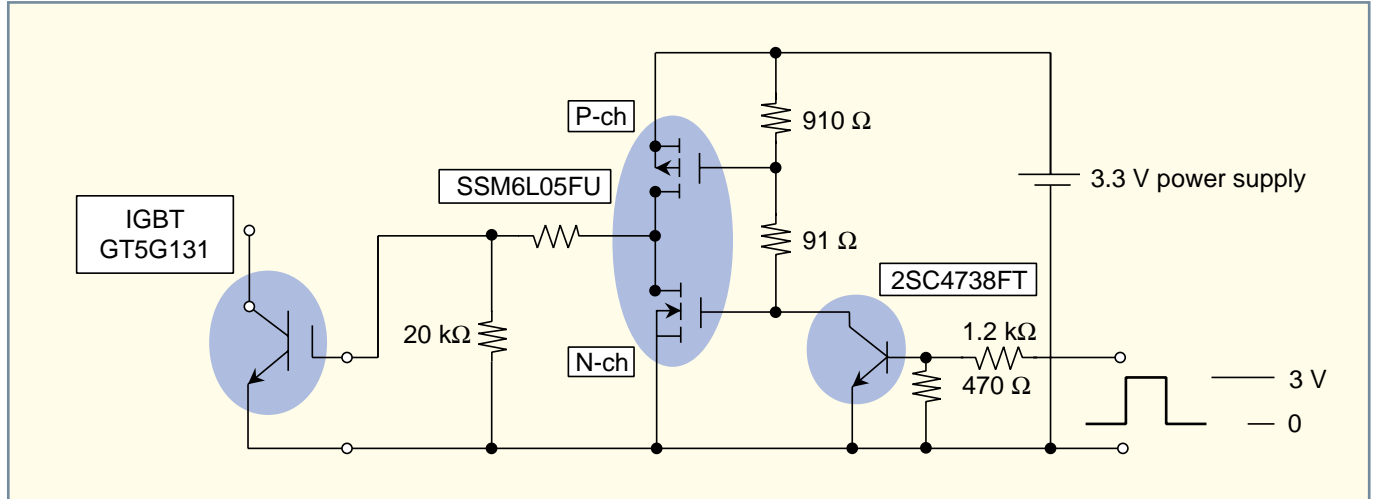 P-ch
910 Ω
SSM6L05FU
3.3 V power supply
IGBT
GT5G131
91 Ω
2SC4738FT
20 kΩ
1.2 kΩ
N-ch
470 Ω
3 V
0